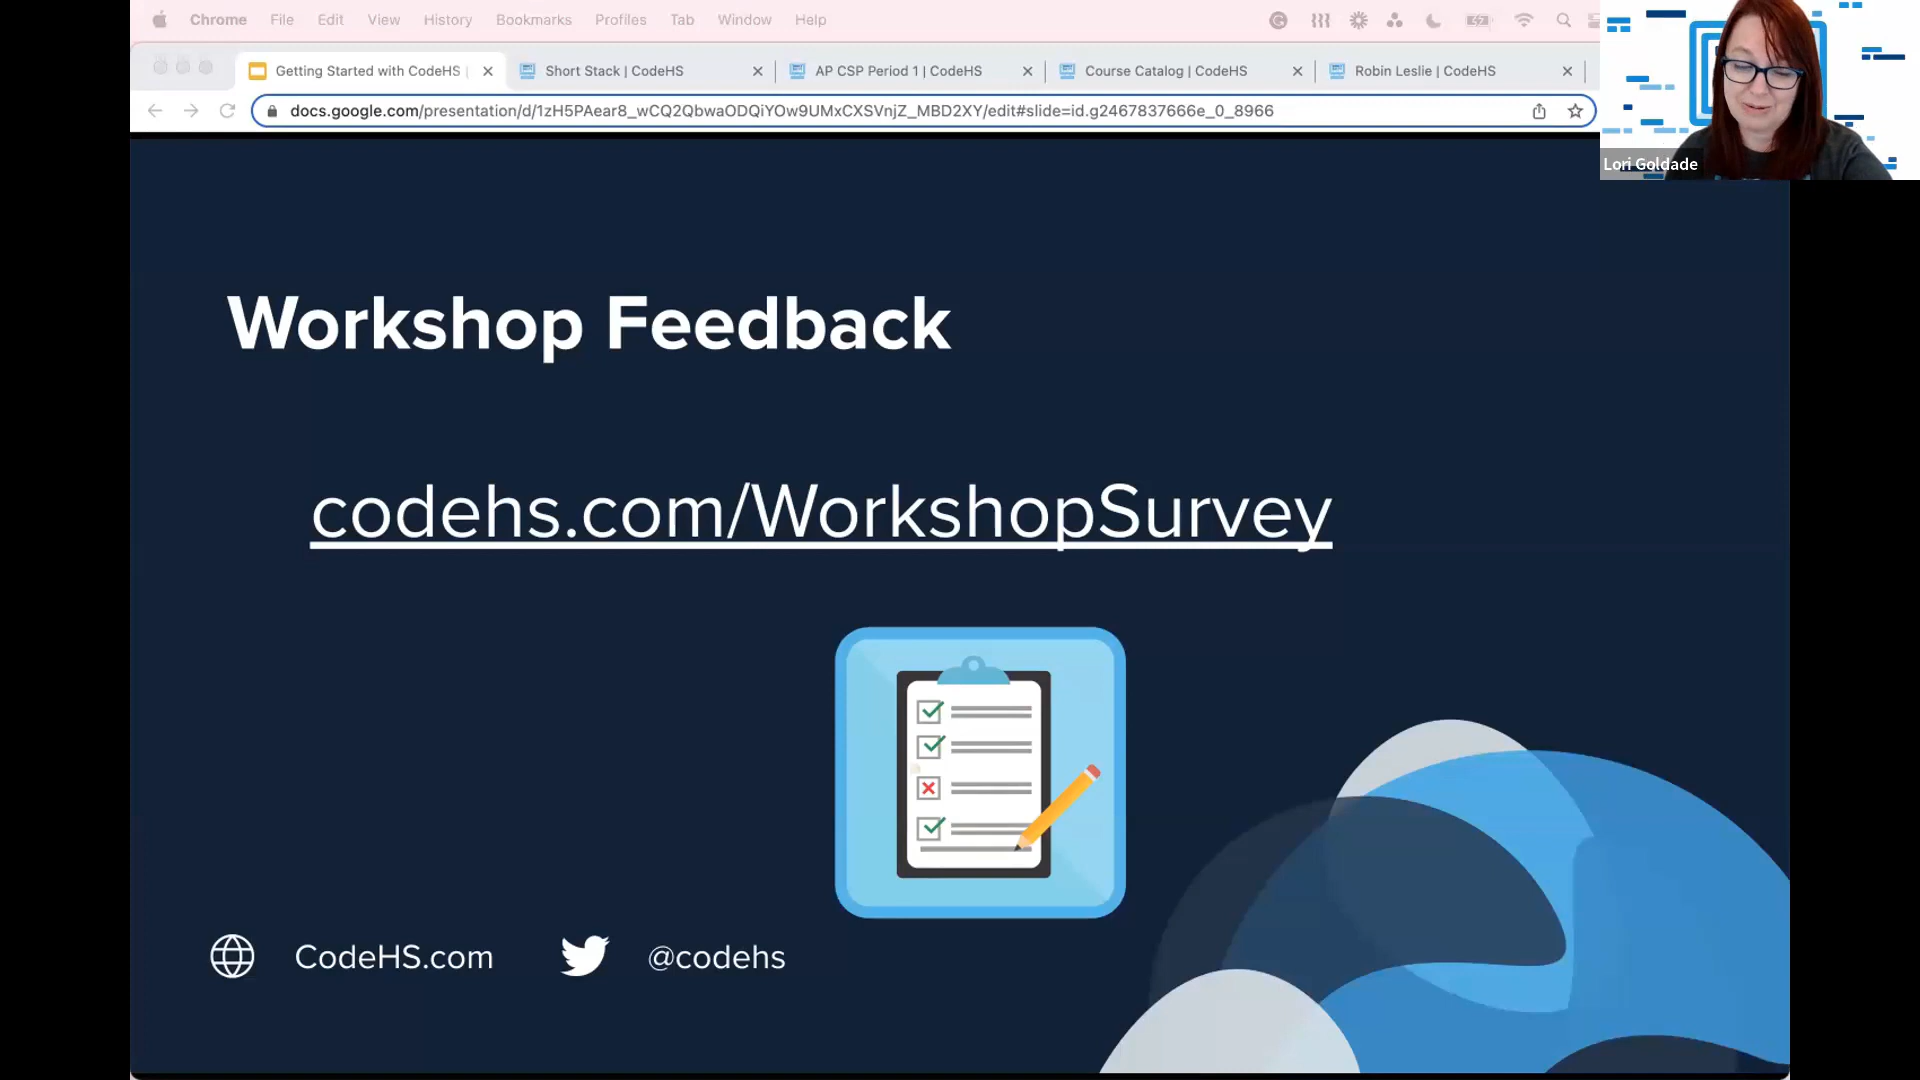 Chrome File Edit View History Bookmarks Profiles Tab Window Help
Getting Started with CodeHS | Short Stack | CodeHS AP CSP Period 1 | CodeHS Course Catalog | CodeHS Robin Leslie | CodeHS
docs.google.com/presentation/d/1zH5PAear8_wCQ2QbwaODQiYOw9UMxCXSVnjZ_MBD2XY/edit#slide=id.g2467837666e_0_8966
Lori Goldade
Workshop Feedback
codehs.com/WorkshopSurvey
CodeHS.com @codehs